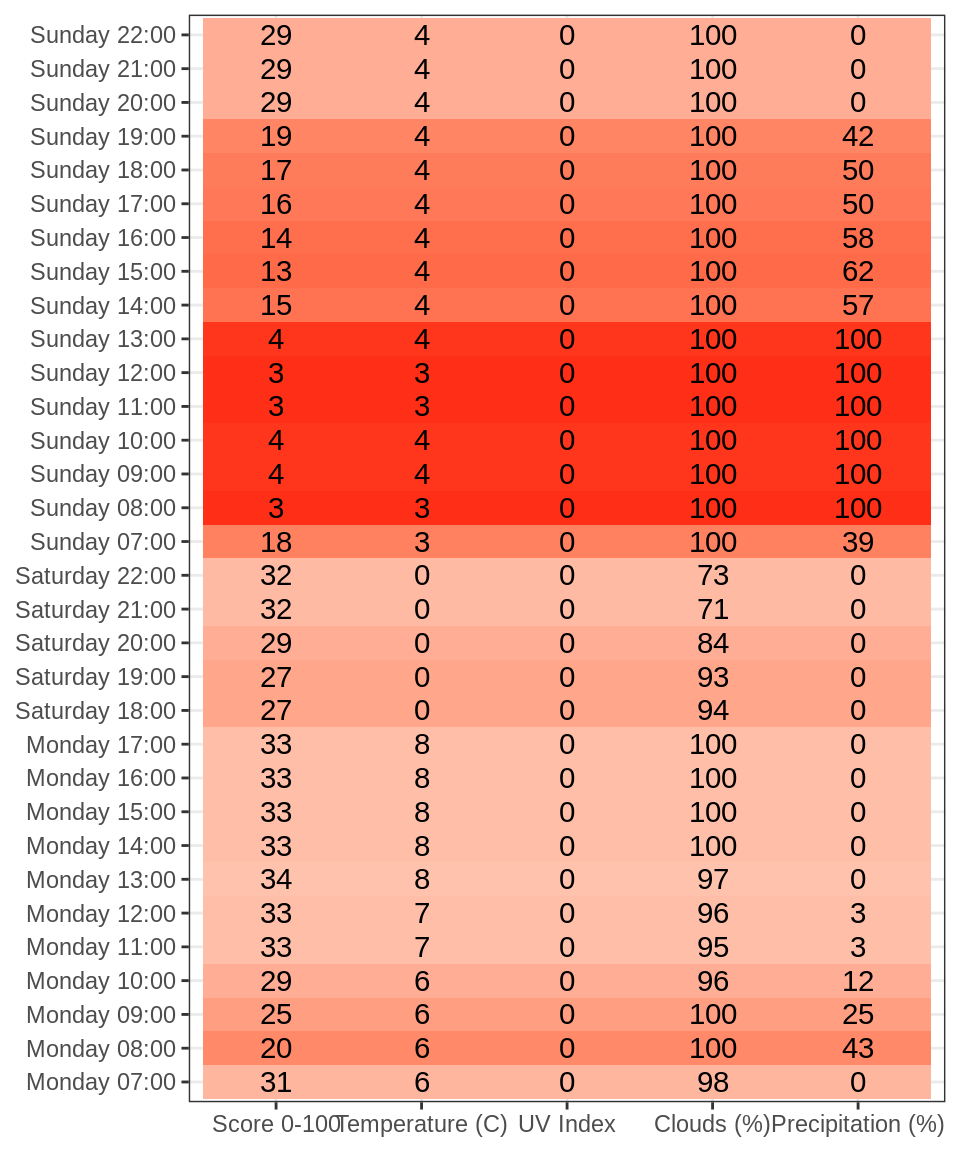 Sunday 22:00 29 4 0 100 0
Sunday 21:00 29 4 0 100 0
Sunday 20:00 29 4 0 100 0
Sunday 19:00 19 4 0 100 42
Sunday 18:00 17 4 0 100 50
Sunday 17:00 16 4 0 100 50
Sunday 16:00 14 4 0 100 58
Sunday 15:00 13 4 0 100 62
Sunday 14:00 15 4 0 100 57
Sunday 13:00 4 4 0 100 100
Sunday 12:00 3 3 0 100 100
Sunday 11:00 3 3 0 100 100
Sunday 10:00 4 4 0 100 100
Sunday 09:00 4 4 0 100 100
Sunday 08:00 3 3 0 100 100
Sunday 07:00 18 3 0 100 39
Saturday 22:00 32 0 0 73 0
Saturday 21:00 32 0 0 71 0
Saturday 20:00 29 0 0 84 0
Saturday 19:00 27 0 0 93 0
Saturday 18:00 27 0 0 94 0
Monday 17:00 33 8 0 100 0
Monday 16:00 33 8 0 100 0
Monday 15:00 33 8 0 100 0
Monday 14:00 33 8 0 100 0
Monday 13:00 34 8 0 97 0
Monday 12:00 33 7 0 96 3
Monday 11:00 33 7 0 95 3
Monday 10:00 29 6 0 96 12
Monday 09:00 25 6 0 100 25
Monday 08:00 20 6 0 100 43
Monday 07:00 31 6 0 98 0
Score 0-100 Temperature (C) UV Index Clouds (%) Precipitation (%)